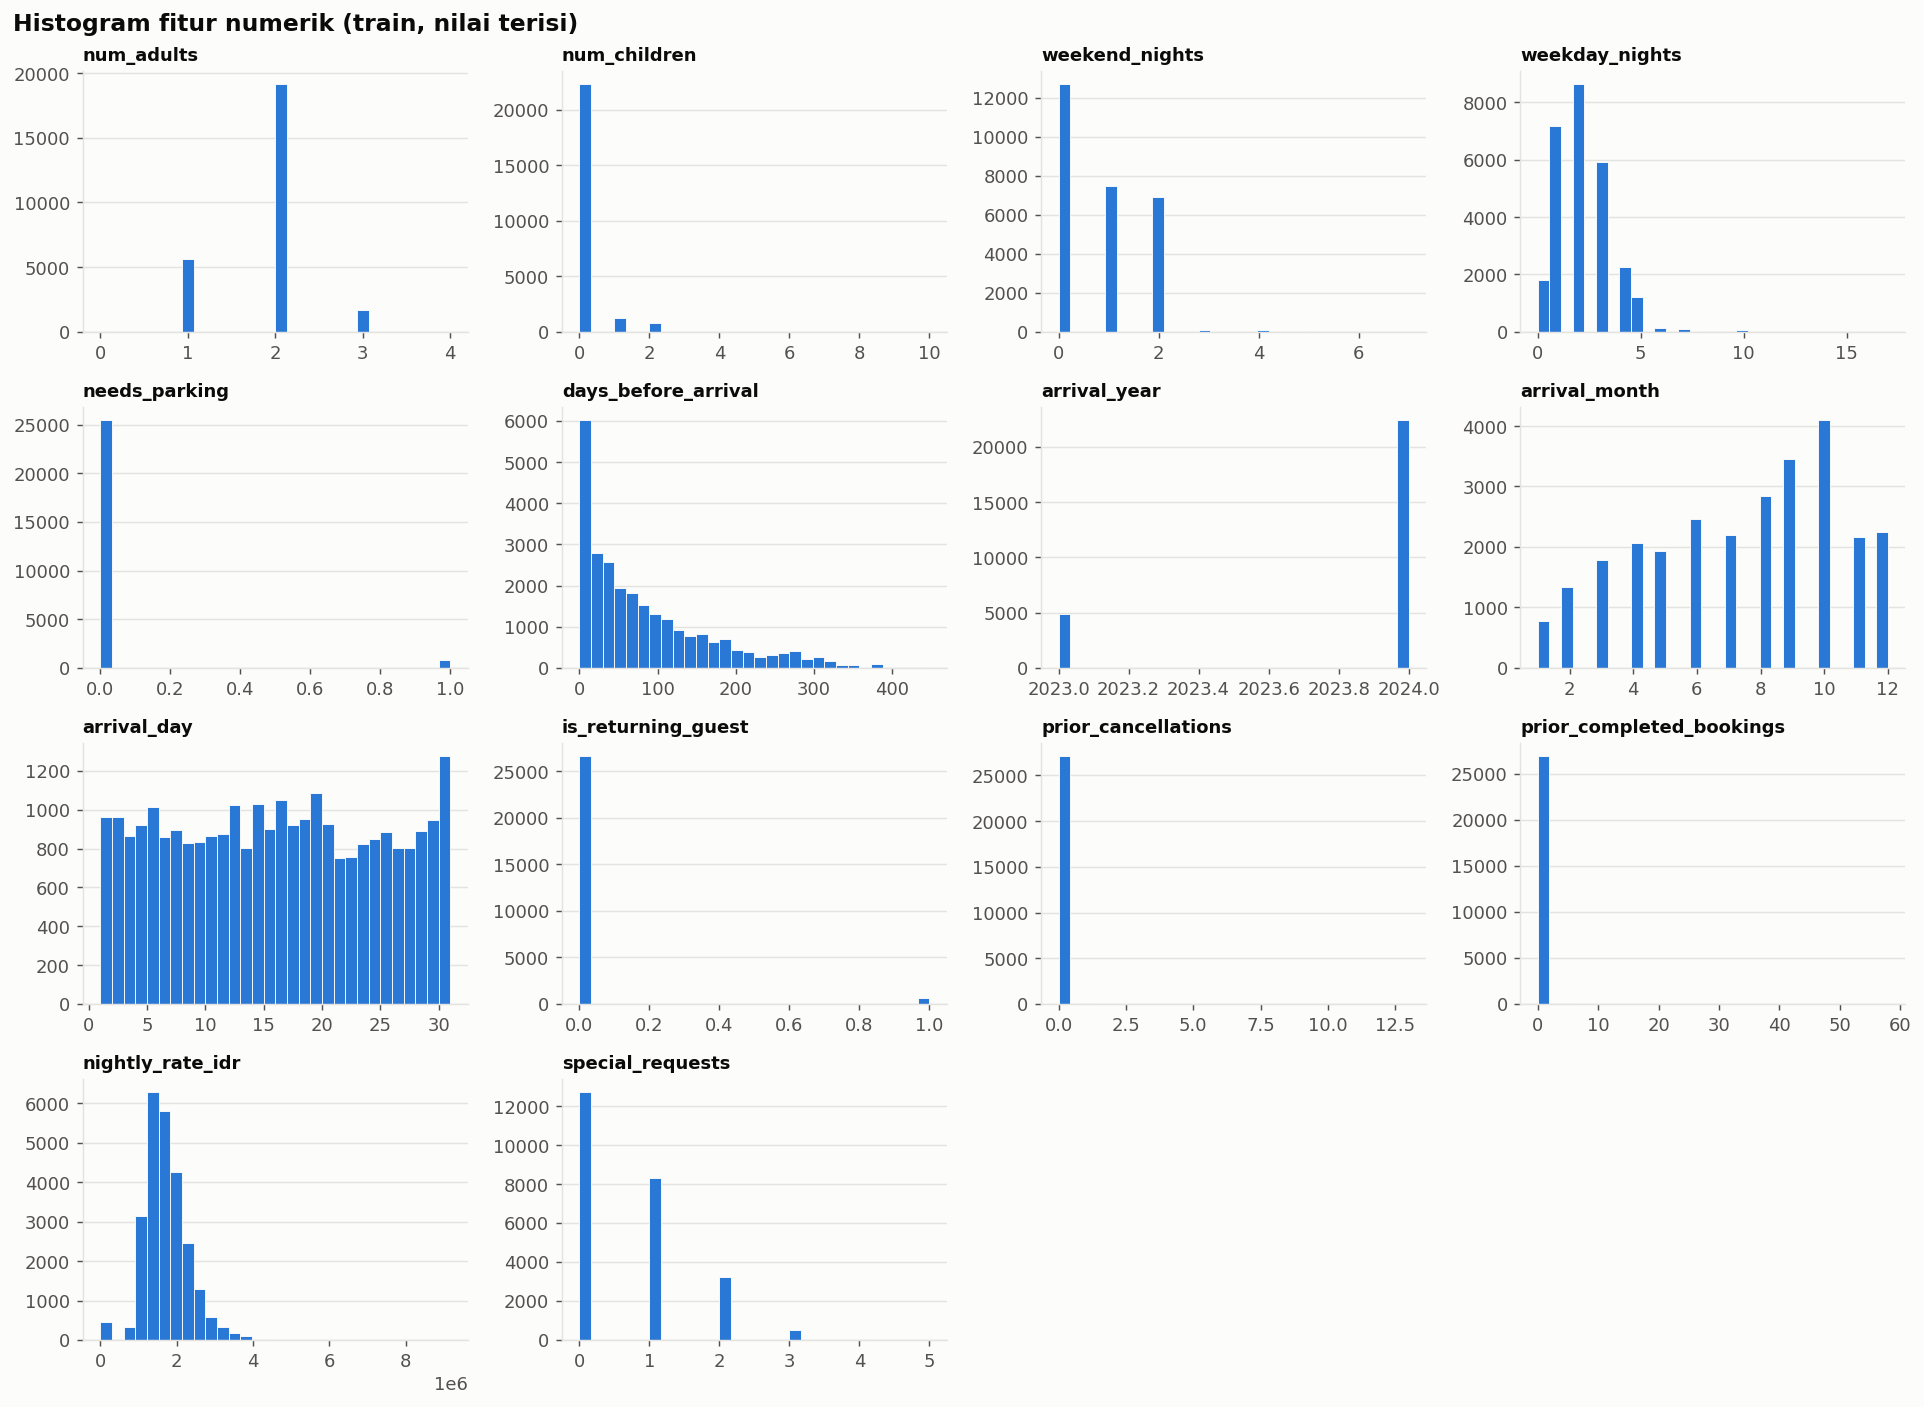 Histogram fitur numerik (train, nilai terisi)
num_adults
20000
15000
10000
5000
0
0 1 2 3 4
num_children
20000
15000
10000
5000
0
0 2 4 6 8 10
weekend_nights
12000
10000
8000
6000
4000
2000
0
0 2 4 6
weekday_nights
8000
6000
4000
2000
0
0 5 10 15
needs_parking
25000
20000
15000
10000
5000
0
0.0 0.2 0.4 0.6 0.8 1.0
days_before_arrival
6000
5000
4000
3000
2000
1000
0
0 100 200 300 400
arrival_year
20000
15000
10000
5000
0
2023.0 2023.2 2023.4 2023.6 2023.8 2024.0
arrival_month
4000
3000
2000
1000
0
2 4 6 8 10 12
arrival_day
1200
1000
800
600
400
200
0
0 5 10 15 20 25 30
is_returning_guest
25000
20000
15000
10000
5000
0
0.0 0.2 0.4 0.6 0.8 1.0
prior_cancellations
25000
20000
15000
10000
5000
0
0.0 2.5 5.0 7.5 10.0 12.5
prior_completed_bookings
25000
20000
15000
10000
5000
0
0 10 20 30 40 50 60
nightly_rate_idr
6000
5000
4000
3000
2000
1000
0
0 2 4 6 8
1e6
special_requests
12000
10000
8000
6000
4000
2000
0
0 1 2 3 4 5